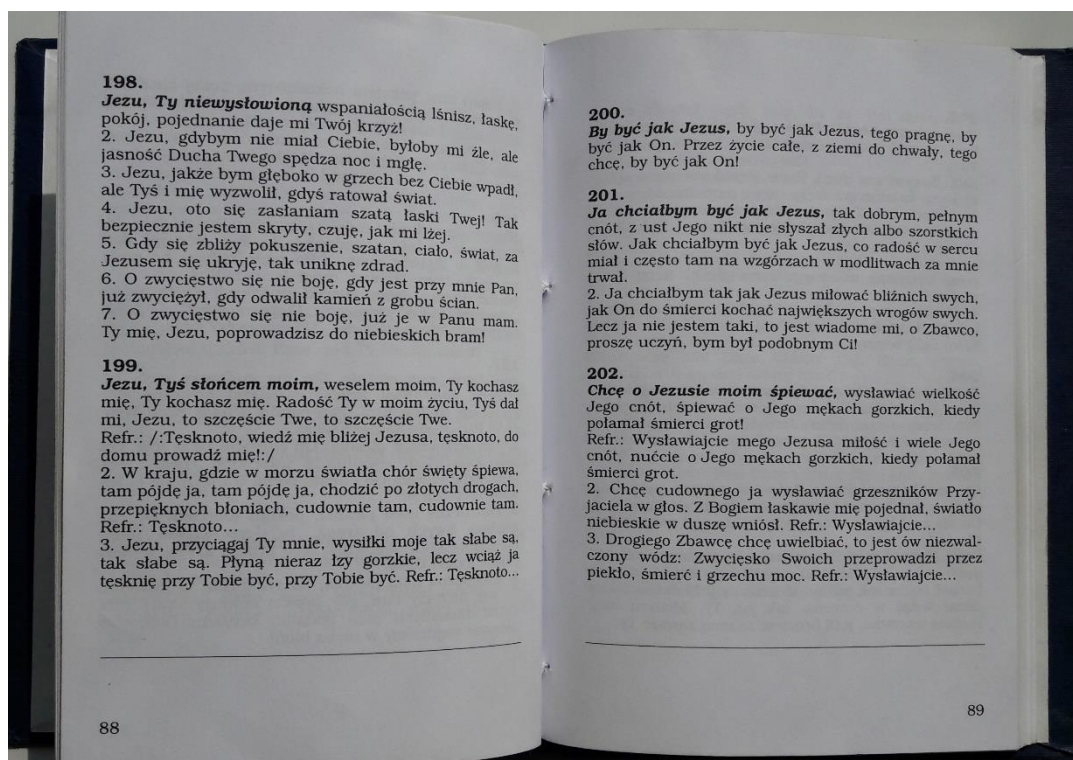 198.
Jezu, Ty niewysłowioną wspaniałością lśnisz, łaskę,
pokój, pojednanie daje mi Twój krzyż!
2. Jezu, gdybym nie miał Ciebie, byłoby mi źle, ale
jasność Ducha Twego spędza noc i mgłę.
3. Jezu, jakże bym głęboko w grzech bez Ciebie wpadł,
ale Tyś i mię wyzwolił, gdyś ratował świat.
4. Jezu, oto się zasłaniam szatą łaski Twej! Tak
bezpiecznie jestem skryty, czuję, jak mi lżej.
5. Gdy się zbliży pokuszenie, szatan, ciało, świat, za
Jezusem się ukryję, tak uniknę zdrad.
6. O zwycięstwo się nie boję, gdy jest przy mnie Pan,
już zwyciężył, gdy odwalił kamień z grobu ścian.
7. O zwycięstwo się nie boję, już je w Panu mam.
Ty mię, Jezu, poprowadzisz do niebieskich bram!
199.
Jezu, Tyś słońcem moim, weselem moim, Ty kochasz
mię, Ty kochasz mię. Radość Ty w moim życiu, Tyś dał
mi, Jezu, to szczęście Twe, to szczęście Twe.
Refr.: /:Tęsknoto, wiedź mię bliżej Jezusa, tęsknoto, do
domu prowadź mię!:/
2. W kraju, gdzie w morzu światła chór święty śpiewa,
tam pójdę ja, tam pójdę ja, chodzić po złotych drogach,
przepięknych błoniach, cudownie tam, cudownie tam.
Refr.: Tęsknoto...
3. Jezu, przyciągaj Ty mnie, wysiłki moje tak słabe są,
tak słabe są. Płyną nieraz łzy gorzkie, lecz wciąż ja
tęsknię przy Tobie być, przy Tobie być. Refr.: Tęsknoto...
88
200.
By być jak Jezus, by być jak Jezus, tego pragnę, by
być jak On. Przez życie całe, z ziemi do chwały, tego
chcę, by być jak On!
201.
Ja chciałbym być jak Jezus, tak dobrym, pełnym
cnót, z ust Jego nikt nie słyszał złych albo szorstkich
słów. Jak chciałbym być jak Jezus, co radość w sercu
miał i często tam na wzgórzach w modlitwach za mnie
trwał.
2. Ja chciałbym tak jak Jezus miłować bliźnich swych,
jak On do śmierci kochać największych wrogów swych.
Lecz ja nie jestem taki, to jest wiadome mi, o Zbawco,
proszę uczyń, bym był podobnym Ci!
202.
Chcę o Jezusie moim śpiewać, wysławiać wielkość
Jego cnót, śpiewać o Jego mękach gorzkich, kiedy
połamał śmierci grot!
Refr.: Wysławiajcie mego Jezusa miłość i wiele Jego
cnót, nućcie o Jego mękach gorzkich, kiedy połamał
śmierci grot.
2. Chcę cudownego ja wysławiać grzeszników Przy-
jaciela w głos. Z Bogiem łaskawie mię pojednał, światło
niebieskie w duszę wniósł. Refr.: Wysławiajcie...
3. Drogiego Zbawcę chcę uwielbiać, to jest ów niezwal-
czony wódz: Zwycięsko Swoich przeprowadzi przez
piekło, śmierć i grzechu moc. Refr.: Wysławiajcie...
89